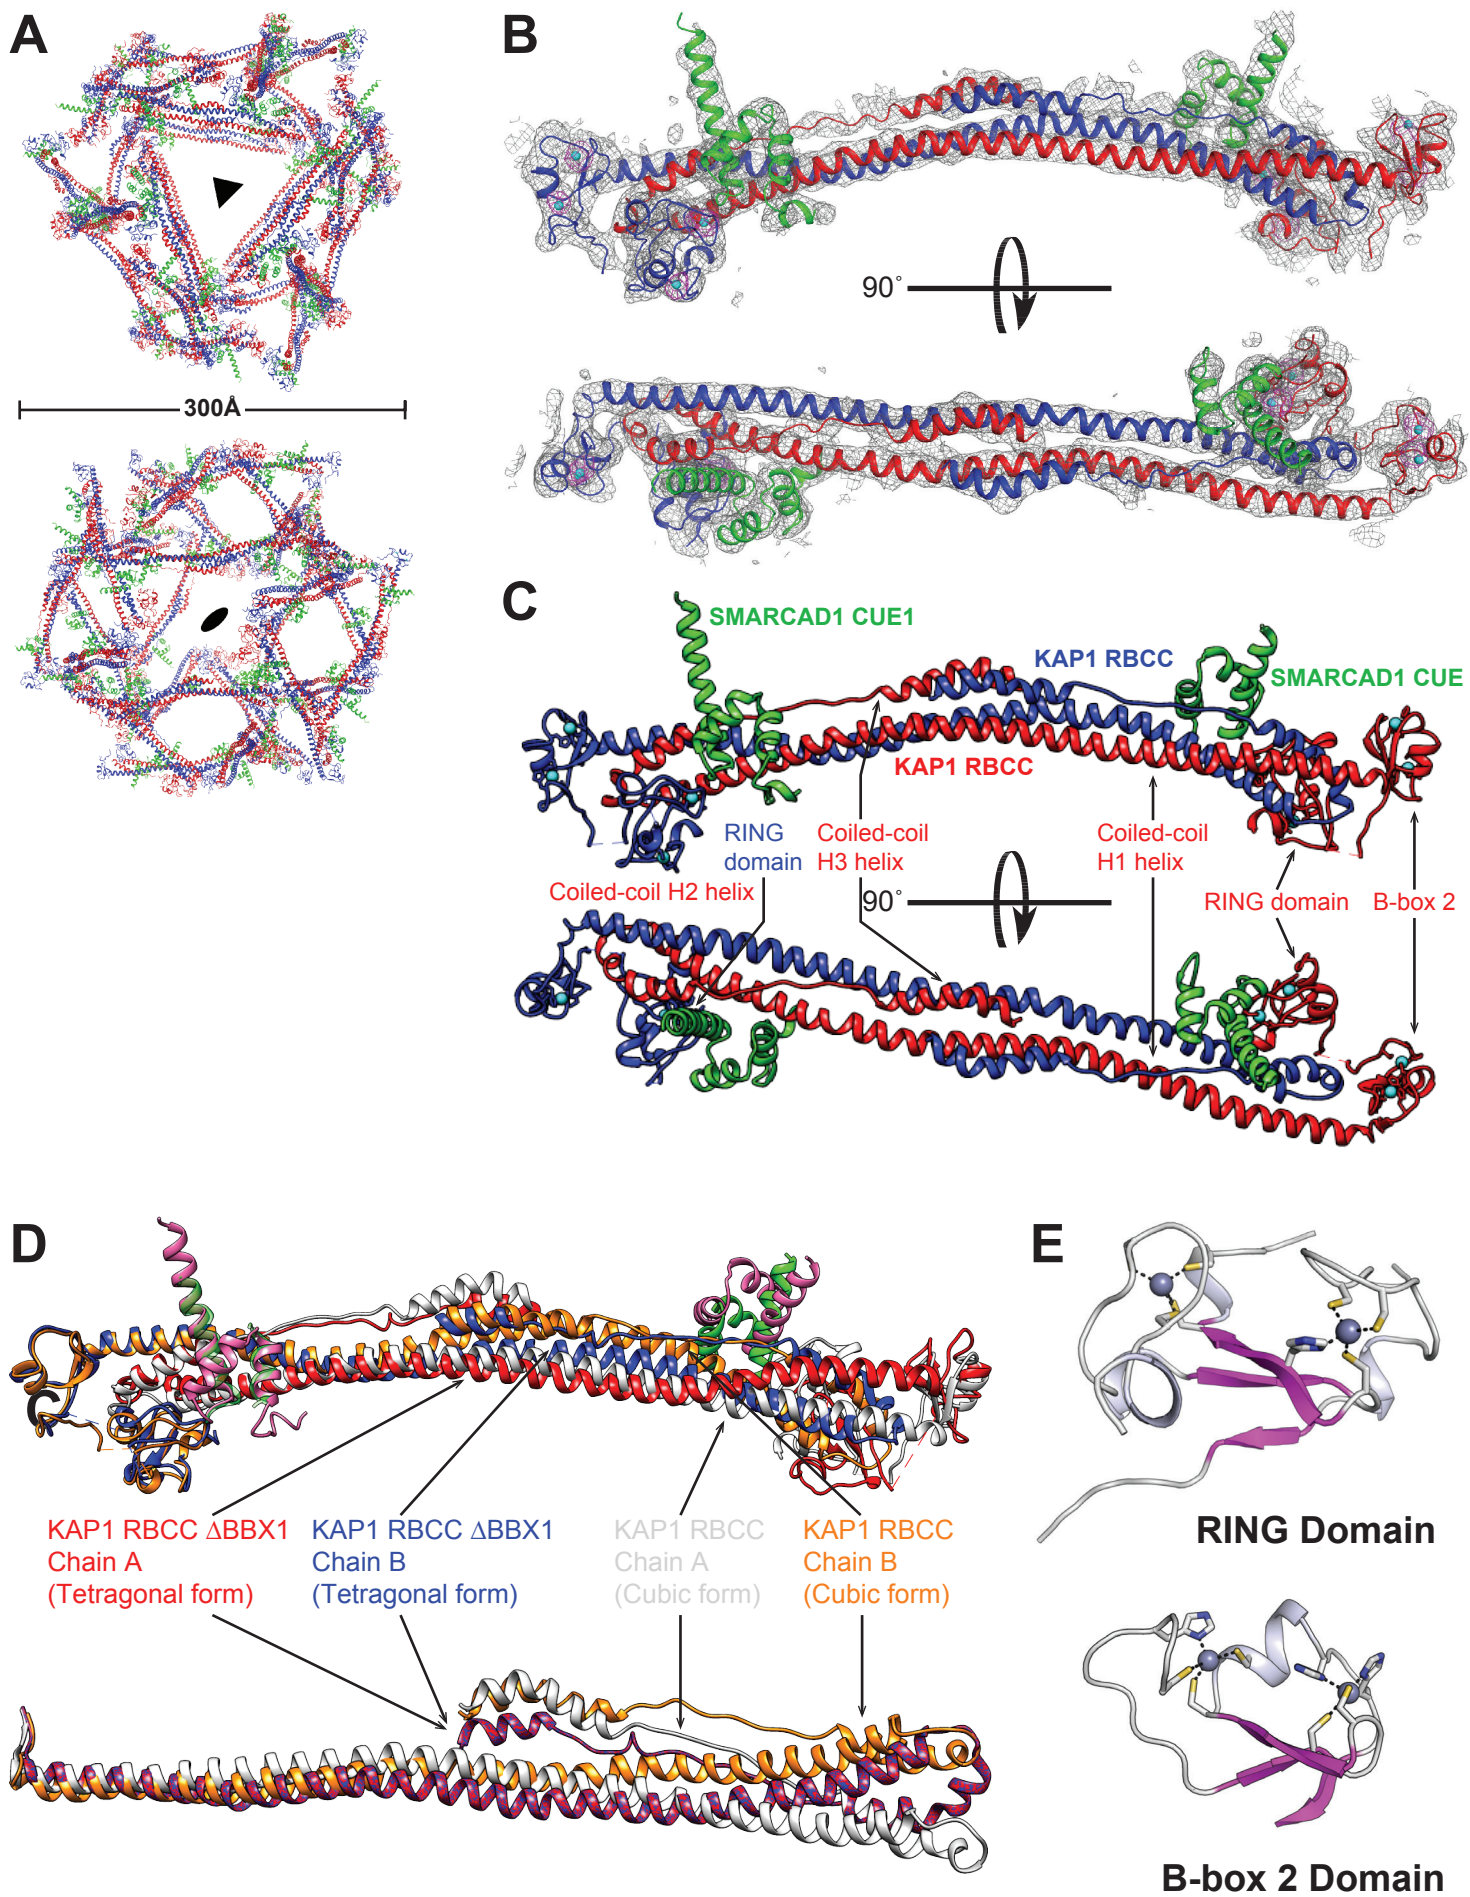 A
B
300Å
90°
C
SMARCAD1 CUE1
KAP1 RBCC
SMARCAD1 CUE
KAP1 RBCC
RING
domain
Coiled-coil
H3 helix
Coiled-coil
H1 helix
Coiled-coil H2 helix
90°
RING domain
B-box 2
D
E
KAP1 RBCC ΔBBX1
Chain A
(Tetragonal form)
KAP1 RBCC ΔBBX1
Chain B
(Tetragonal form)
KAP1 RBCC
Chain A
(Cubic form)
KAP1 RBCC
Chain B
(Cubic form)
RING Domain
B-box 2 Domain